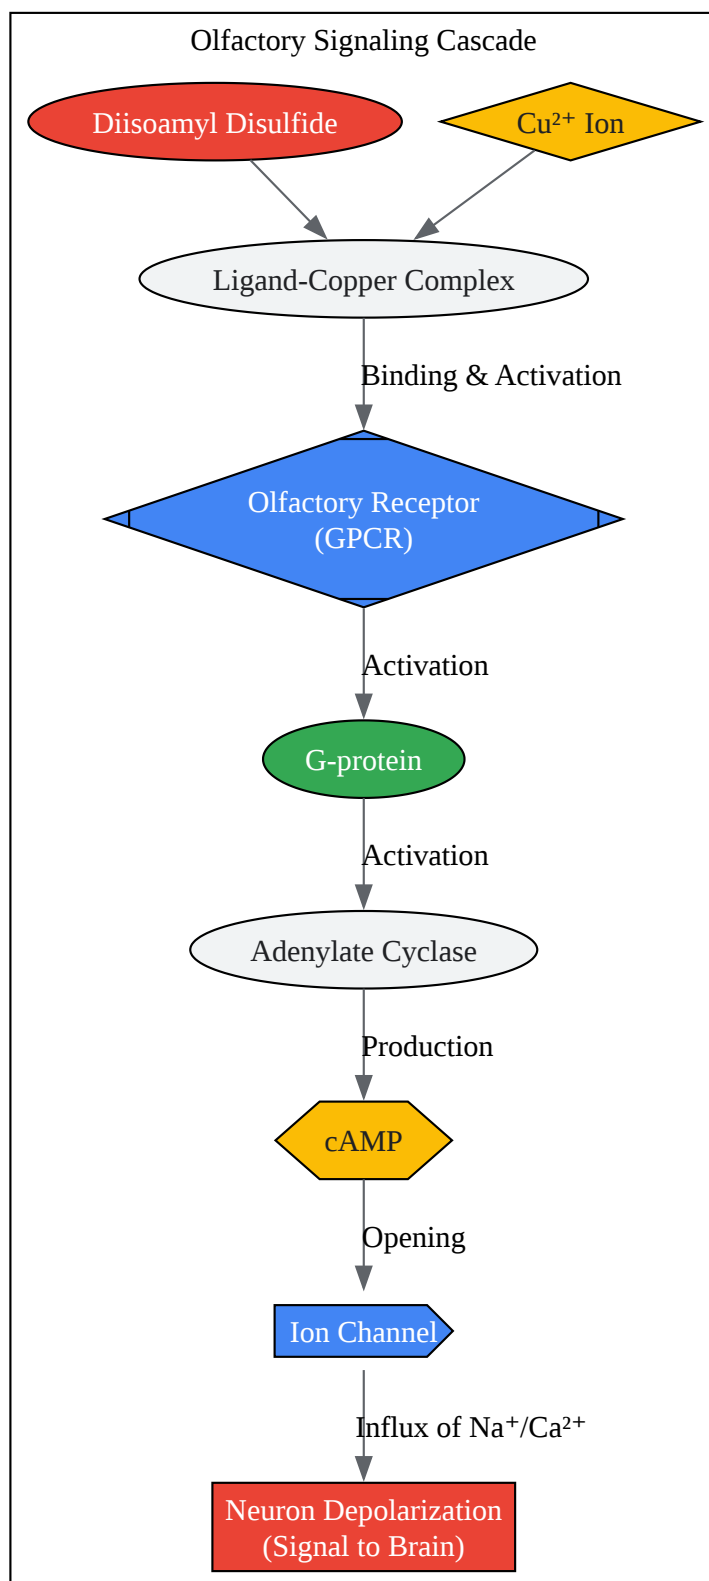 Olfactory Signaling Cascade
Diisoamyl Disulfide
Cu²⁺ Ion
Ligand-Copper Complex
Binding & Activation
Olfactory Receptor
(GPCR)
Activation
G-protein
Activation
Adenylate Cyclase
Production
cAMP
Opening
Ion Channel
Influx of Na⁺/Ca²⁺
Neuron Depolarization
(Signal to Brain)